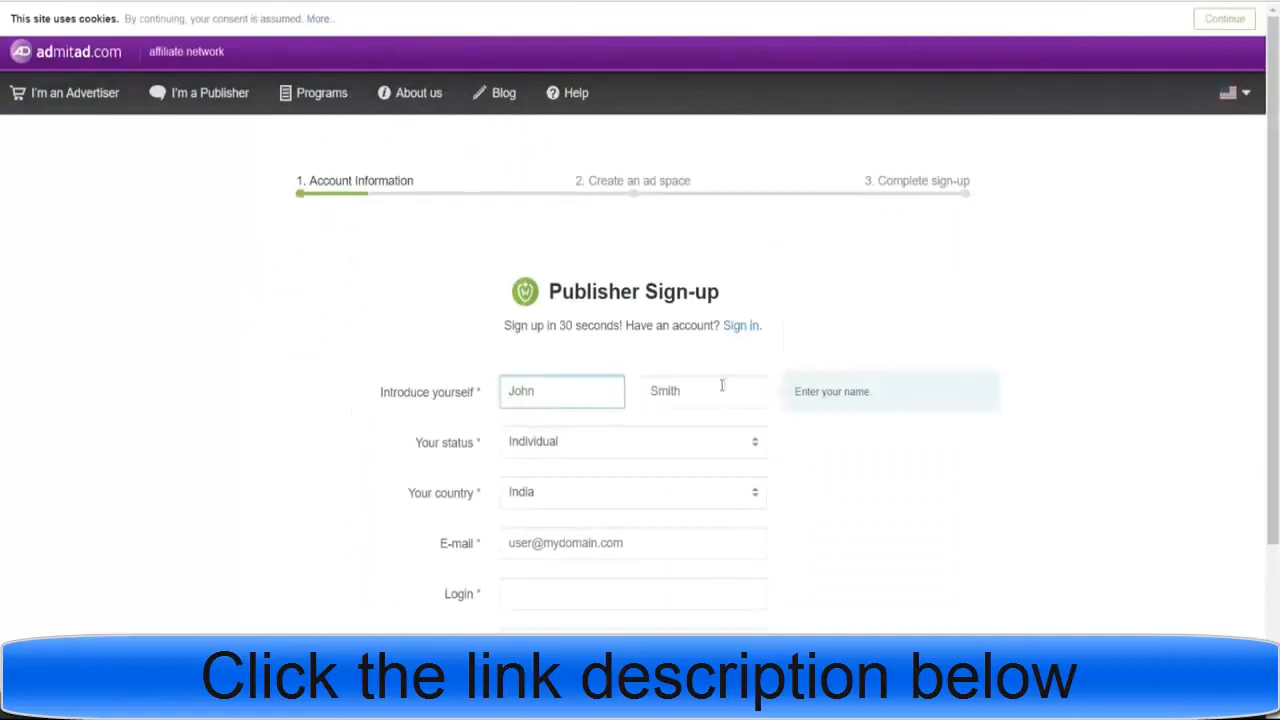 This site uses cookies. By continuing, your consent is assumed. More..
Continue
admitad.com affiliate network
I'm an Advertiser I'm a Publisher Programs About us Blog Help
1. Account Information 2. Create an ad space 3. Complete sign-up
Publisher Sign-up
Sign up in 30 seconds! Have an account? Sign in.
Introduce yourself * John Smith Enter your name.
Your status * Individual
Your country * India
E-mail * user@mydomain.com
Login *
Click the link description below